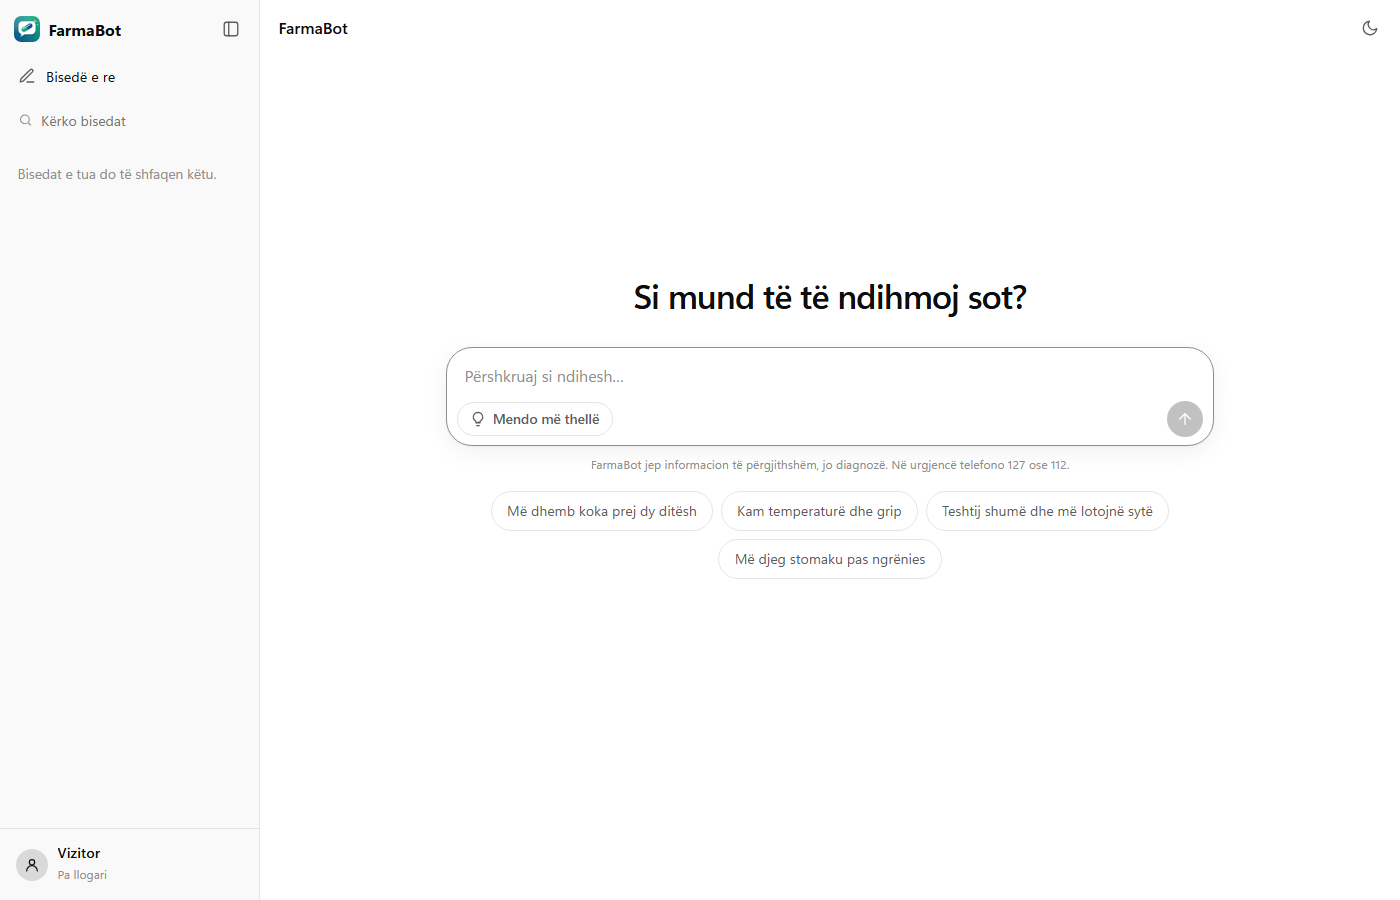 FarmaBot
Bisedë e re
Kërko bisedat
Bisedat e tua do të shfaqen këtu.
Vizitor
Pa llogari
FarmaBot
Si mund të të ndihmoj sot?
Përshkruaj si ndihesh...
Mendo më thellë
FarmaBot jep informacion të përgjithshëm, jo diagnozë. Në urgjencë telefono 127 ose 112.
Më dhemb koka prej dy ditësh
Kam temperaturë dhe grip
Teshtij shumë dhe më lotojnë sytë
Më djeg stomaku pas ngrënies